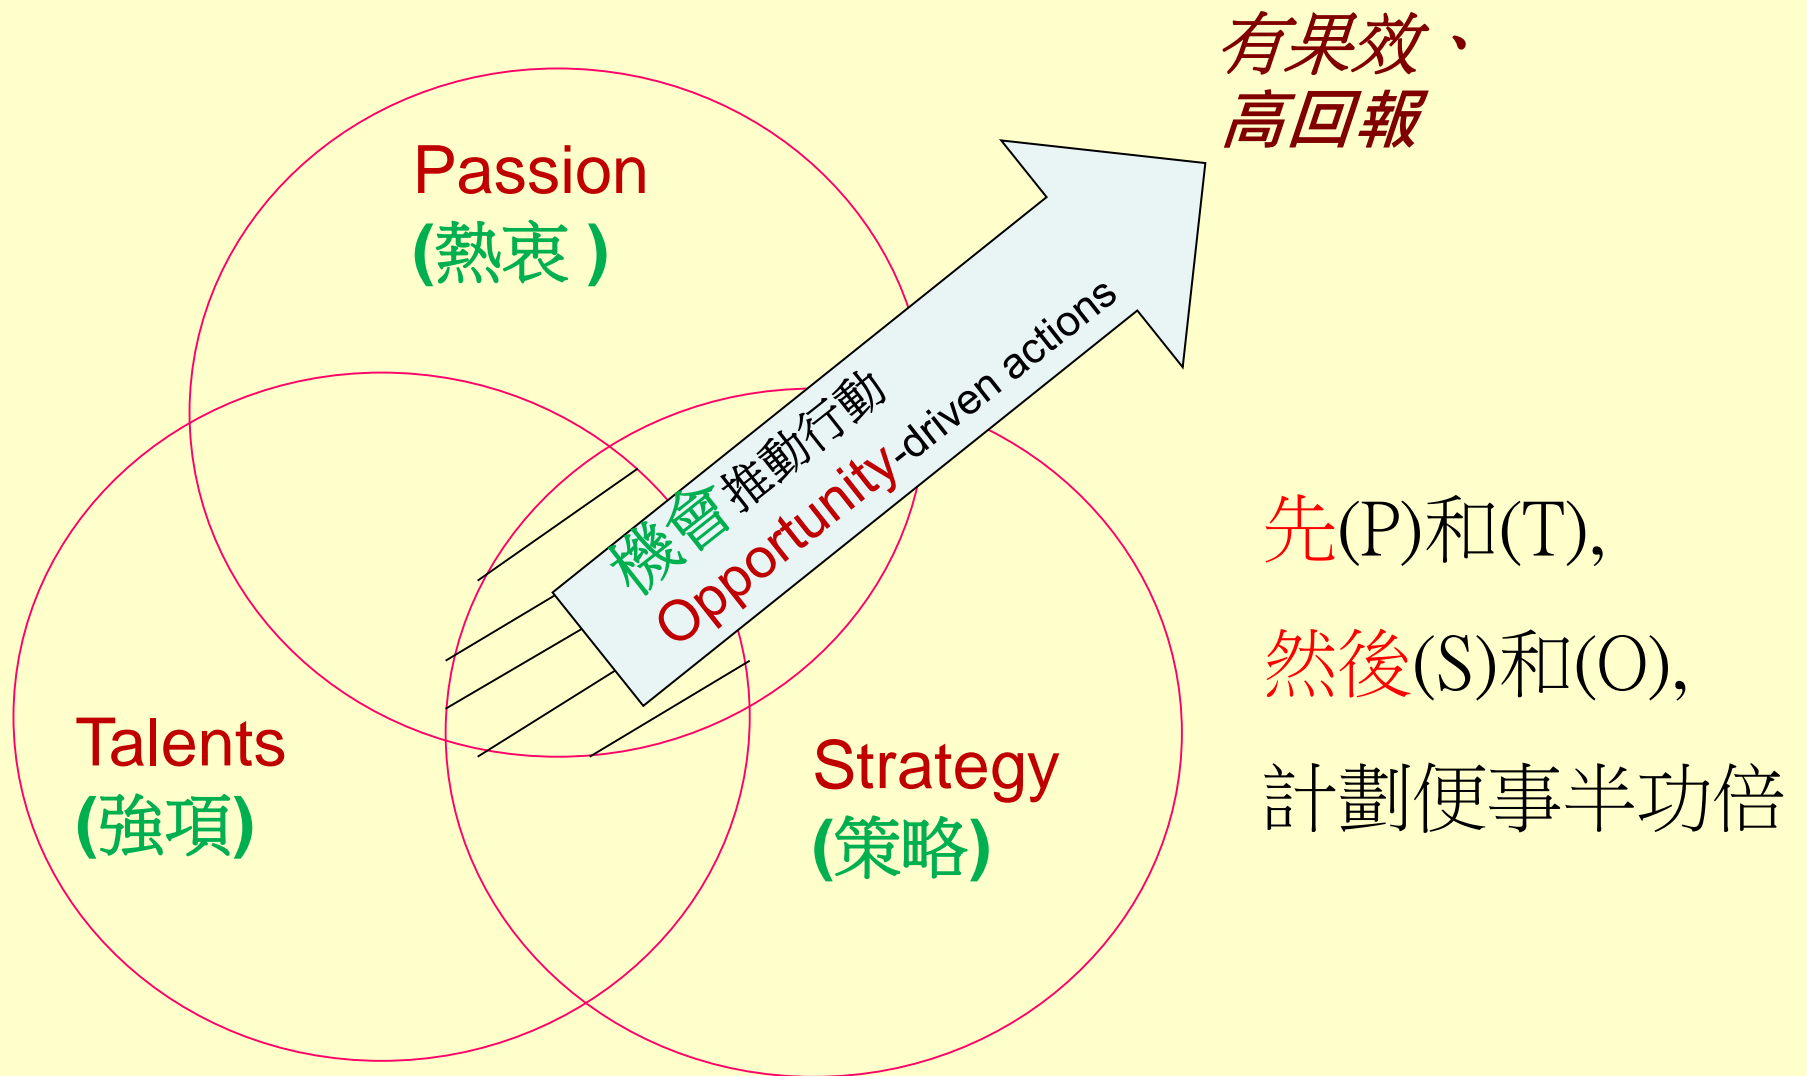 有果效、
高回報
Passion
(熱衷 )
機會推動行動
Opportunity-driven actions
Talents
(強項)
Strategy
(策略)
先(P)和(T),
然後(S)和(O),
計劃便事半功倍